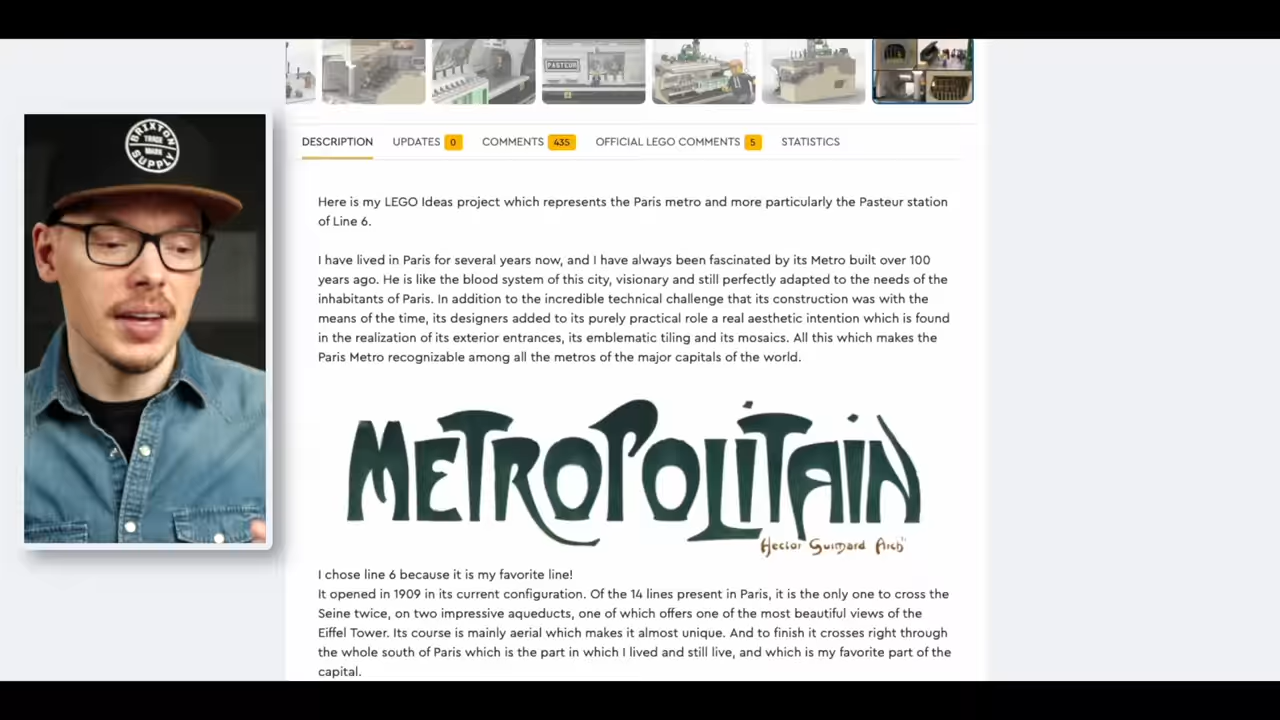 PASTEUR
BRIXTON
TRADE
MARK
SUPPLY
DESCRIPTION UPDATES 0 COMMENTS 435 OFFICIAL LEGO COMMENTS 5 STATISTICS
Here is my LEGO Ideas project which represents the Paris metro and more particularly the Pasteur station
of Line 6.
I have lived in Paris for several years now, and I have always been fascinated by its Metro built over 100
years ago. He is like the blood system of this city, visionary and still perfectly adapted to the needs of the
inhabitants of Paris. In addition to the incredible technical challenge that its construction was with the
means of the time, its designers added to its purely practical role a real aesthetic intention which is found
in the realization of its exterior entrances, its emblematic tiling and its mosaics. All this which makes the
Paris Metro recognizable among all the metros of the major capitals of the world.
METROPOLITAIN
Hector Guimard Archte
I chose line 6 because it is my favorite line!
It opened in 1909 in its current configuration. Of the 14 lines present in Paris, it is the only one to cross the
Seine twice, on two impressive aqueducts, one of which offers one of the most beautiful views of the
Eiffel Tower. Its course is mainly aerial which makes it almost unique. And to finish it crosses right through
the whole south of Paris which is the part in which I lived and still live, and which is my favorite part of the
capital.